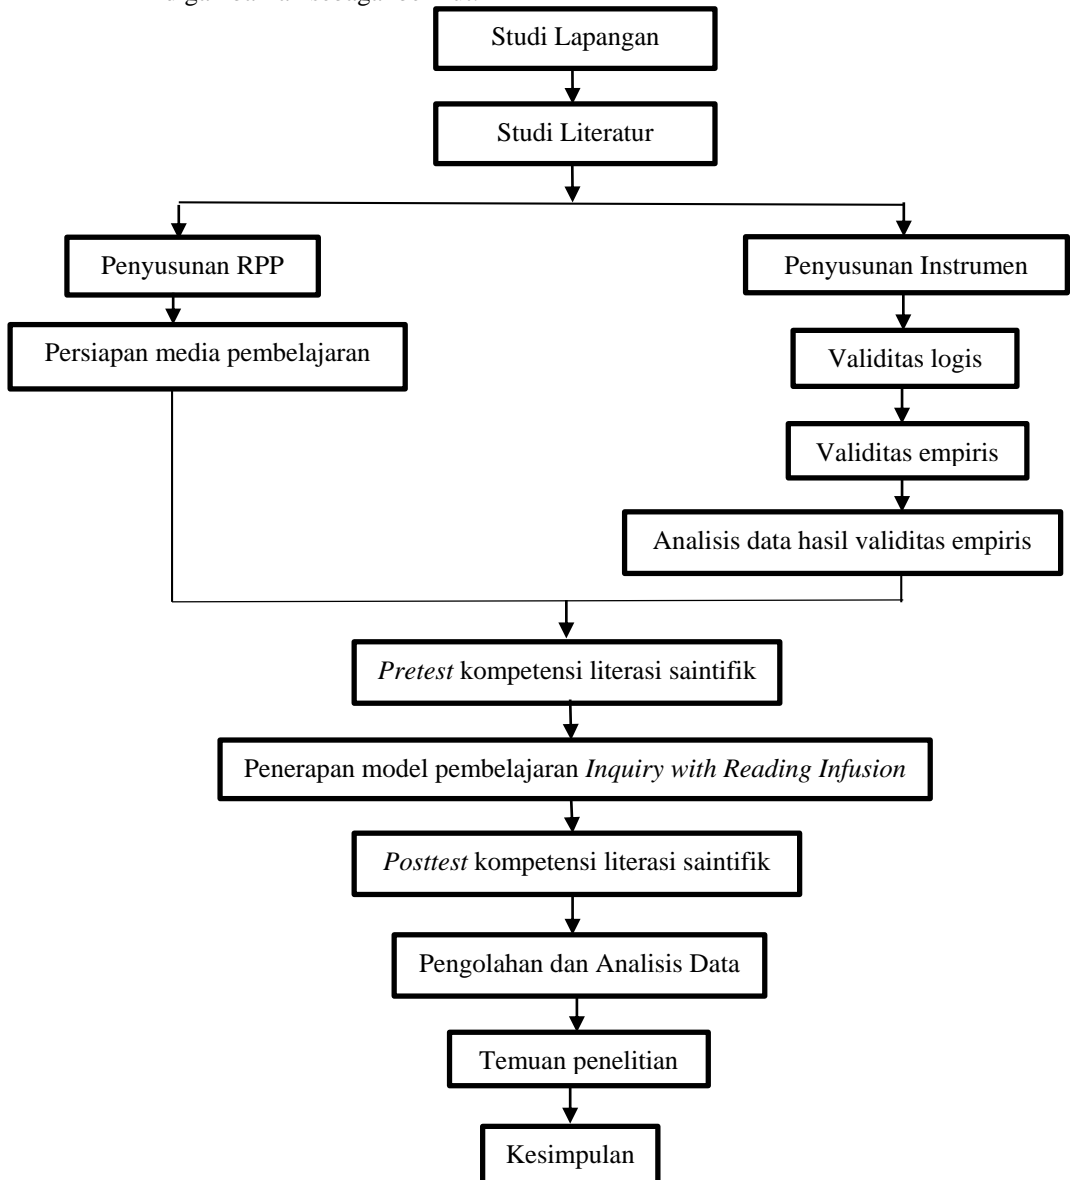 Studi Lapangan
Studi Literatur
Penyusunan RPP
Persiapan media pembelajaran
Penyusunan Instrumen
Validitas logis
Validitas empiris
Analisis data hasil validitas empiris
Pretest kompetensi literasi saintifik
Penerapan model pembelajaran Inquiry with Reading Infusion
Posttest kompetensi literasi saintifik
Pengolahan dan Analisis Data
Temuan penelitian
Kesimpulan